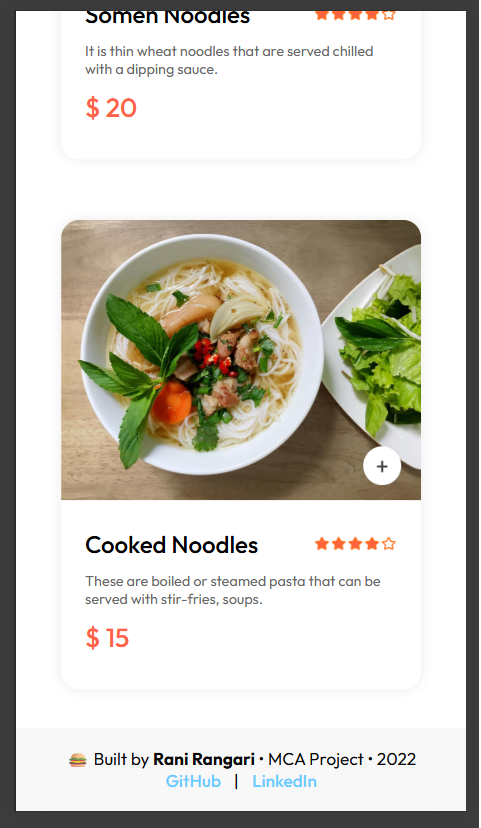 Somen Noodles
It is thin wheat noodles that are served chilled
with a dipping sauce.
$ 20
+
Cooked Noodles
These are boiled or steamed pasta that can be
served with stir-fries, soups.
$ 15
🍔 Built by Rani Rangari • MCA Project • 2022
GitHub | LinkedIn